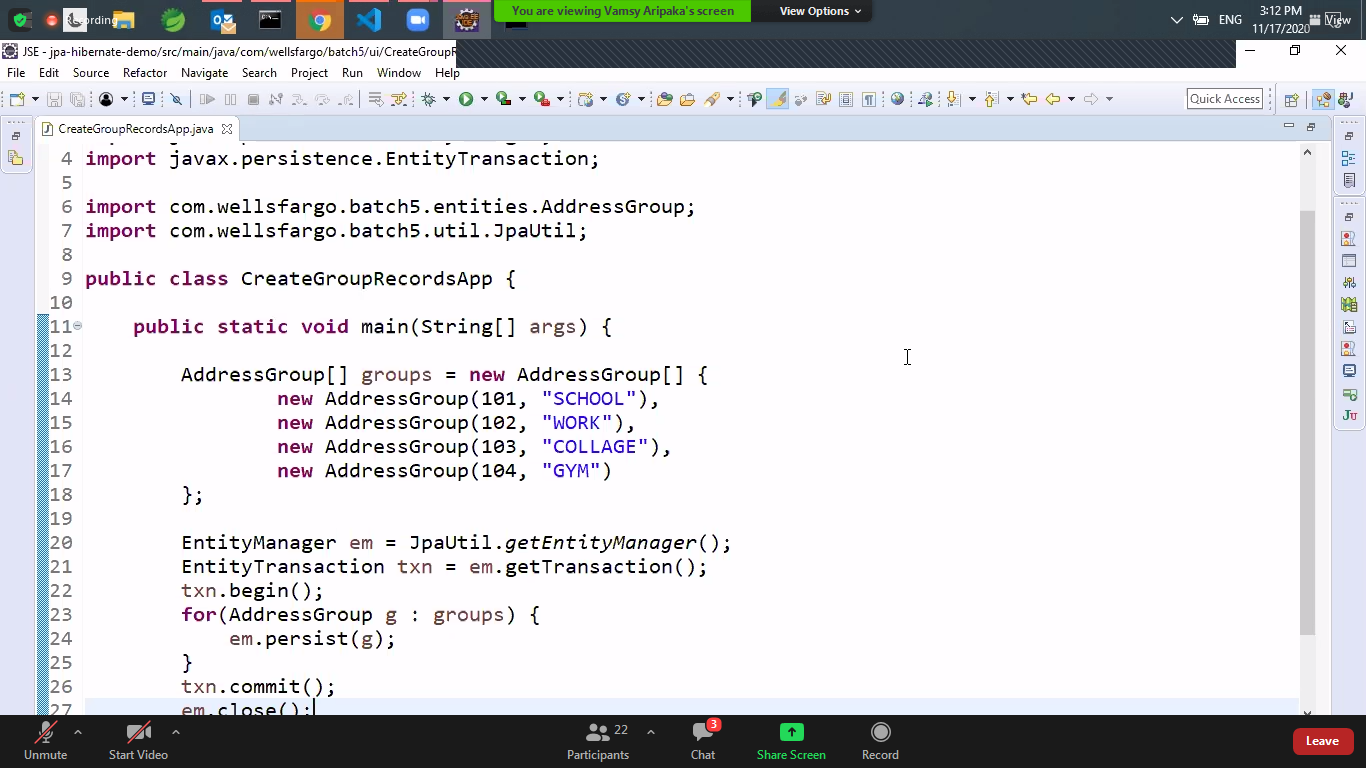 You are viewing Vamsy Aripaka's screen
View Options
Recording
ENG
3:12 PM
11/17/2020
View
JSE - jpa-hibernate-demo/src/main/java/com/wellsfargo/batch5/ui/CreateGroupR
File Edit Source Refactor Navigate Search Project Run Window Help
Quick Access
CreateGroupRecordsApp.java
4 import javax.persistence.EntityTransaction;
5
6 import com.wellsfargo.batch5.entities.AddressGroup;
7 import com.wellsfargo.batch5.util.JpaUtil;
8
9 public class CreateGroupRecordsApp {
10
11 public static void main(String[] args) {
12
13 AddressGroup[] groups = new AddressGroup[] {
14 new AddressGroup(101, "SCHOOL"),
15 new AddressGroup(102, "WORK"),
16 new AddressGroup(103, "COLLAGE"),
17 new AddressGroup(104, "GYM")
18 };
19
20 EntityManager em = JpaUtil.getEntityManager();
21 EntityTransaction txn = em.getTransaction();
22 txn.begin();
23 for(AddressGroup g : groups) {
24 em.persist(g);
25 }
26 txn.commit();
27 em.close();
Unmute
Start Video
22
Participants
3
Chat
Share Screen
Record
Leave